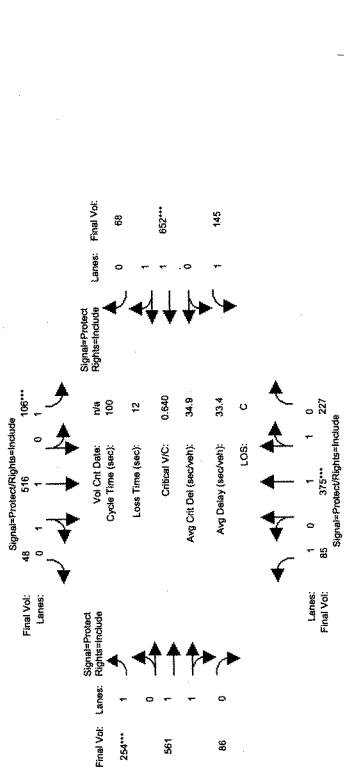 Signal=Protect/Rights=Include
Final Vol: 48 516 106***
Lanes: 0 1 1 0 1
Signal=Protect
Rights=Include
Final Vol: Lanes:
254*** 1
0
561 1
1
86 0
Vol Cnt Date: n/a
Cycle Time (sec): 100
Loss Time (sec): 12
Critical V/C: 0.640
Avg Crit Del (sec/veh): 34.9
Avg Delay (sec/veh): 33.4
LOS: C
Signal=Protect
Rights=Include
Lanes: Final Vol:
0 68
1
1 652***
0
1 145
Lanes: 1 0 1 1 0
Final Vol: 85 375*** 227
Signal=Protect/Rights=Include